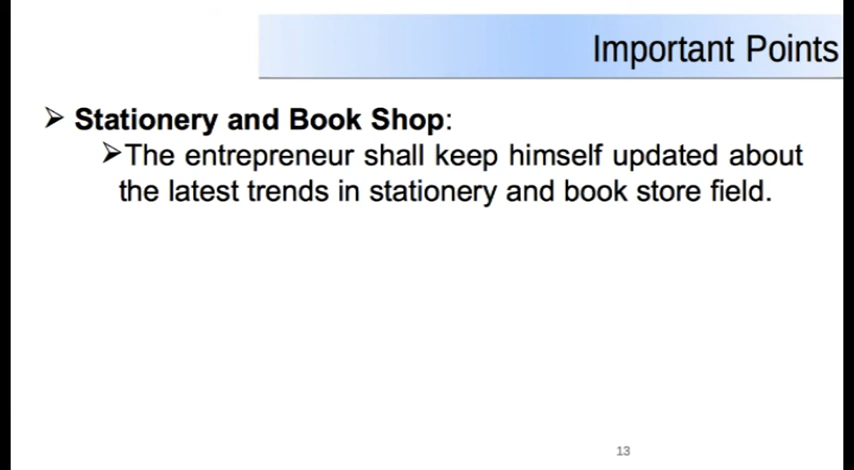 Important Points
➢ Stationery and Book Shop:
➢The entrepreneur shall keep himself updated about
the latest trends in stationery and book store field.
13